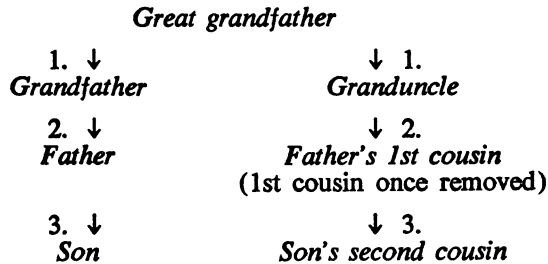 Great grandfather
1. ↓ ↓ 1.
Grandfather Granduncle
2. ↓ ↓ 2.
Father Father's 1st cousin
(1st cousin once removed)
3. ↓ ↓ 3.
Son Son's second cousin